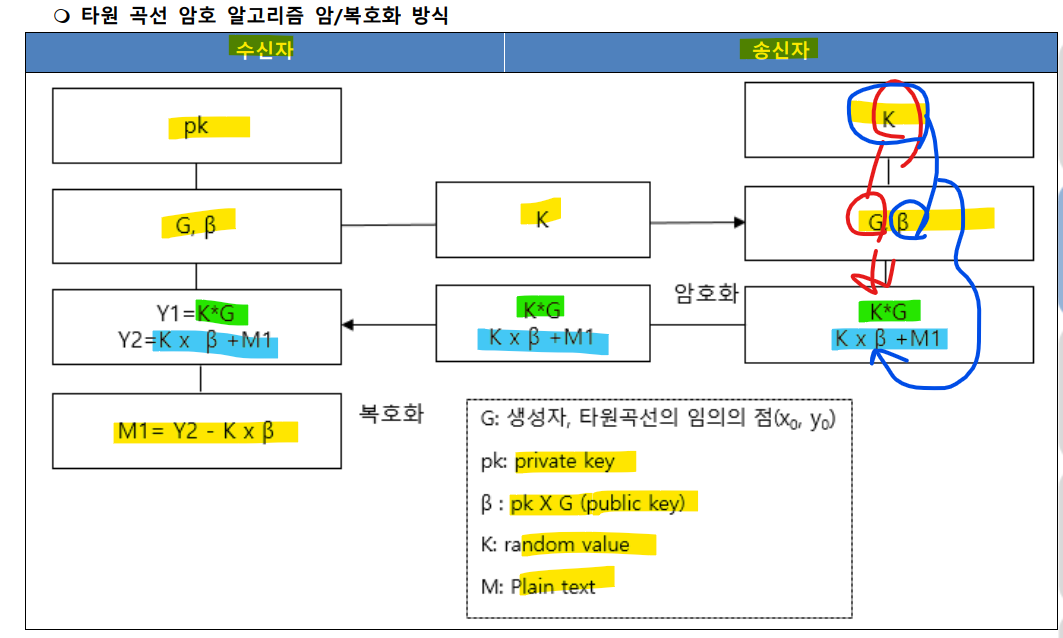 ❍ 타원 곡선 암호 알고리즘 암/복호화 방식
수신자
송신자
pk
K
G, β
K
G, β
Y1=K*G
Y2=K x β +M1
K*G
K x β +M1
암호화
K*G
K x β +M1
M1= Y2 - K x β
복호화
G: 생성자, 타원곡선의 임의의 점(x₀, y₀)
pk: private key
β : pk X G (public key)
K: random value
M: Plain text